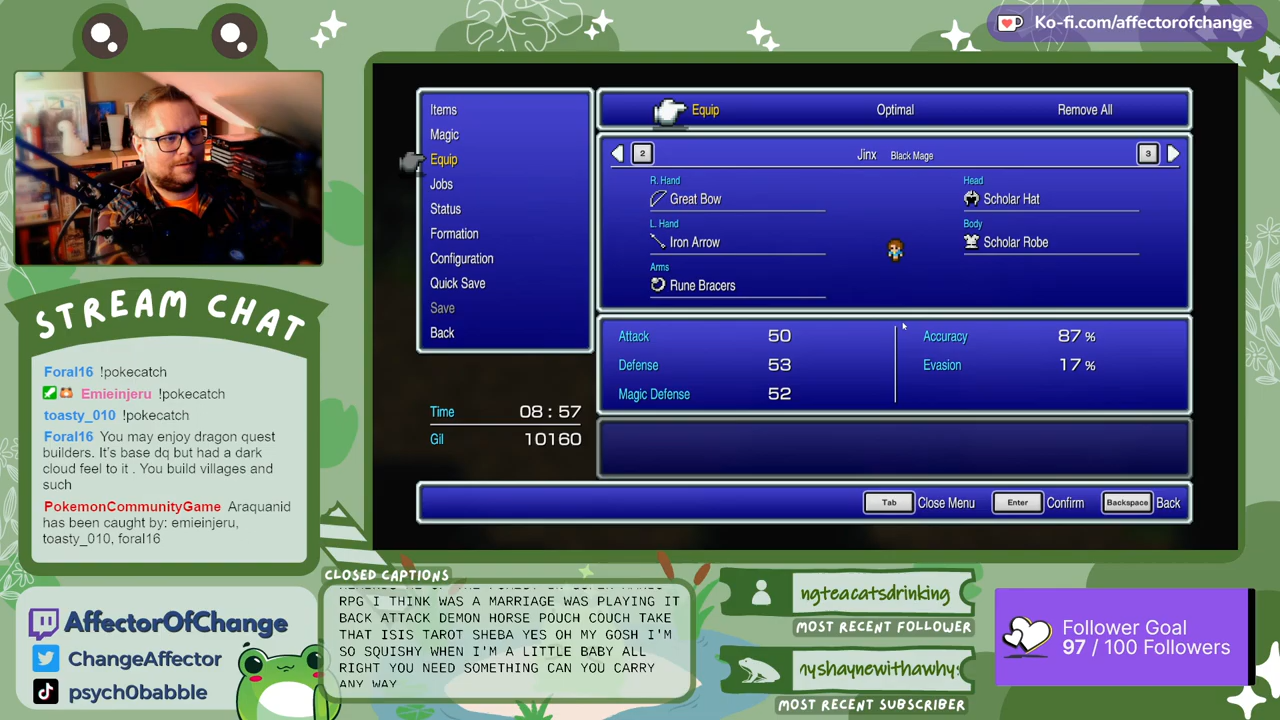 Ko-fi.com/affectorofchange
Items
Magic
Equip
Jobs
Status
Formation
Configuration
Quick Save
Save
Back
Time 08:57
Gil 10160
Equip Optimal Remove All
2 Jinx Black Mage 3
R. Hand
Great Bow
L. Hand
Iron Arrow
Arms
Rune Bracers
Head
Scholar Hat
Body
Scholar Robe
Attack 50
Defense 53
Magic Defense 52
Accuracy 87 %
Evasion 17 %
Tab Close Menu Enter Confirm Backspace Back
STREAM CHAT
Foral16 !pokecatch
Emieinjeru !pokecatch
toasty_010 !pokecatch
Foral16 You may enjoy dragon quest
builders. It's base dq but had a dark
cloud feel to it . You build villages and
such
PokemonCommunityGame Araquanid
has been caught by: emieinjeru,
toasty_010, foral16
AffectorOfChange
ChangeAffector
psych0babble
CLOSED CAPTIONS
RPG I THINK WAS A MARRIAGE WAS PLAYING IT
BACK ATTACK DEMON HORSE POUCH COUCH TAKE
THAT ISIS TAROT SHEBA YES OH MY GOSH I'M
SO SQUISHY WHEN I'M A LITTLE BABY ALL
RIGHT YOU NEED SOMETHING CAN YOU CARRY
ANY WAY
ngteacatsdrinking
MOST RECENT FOLLOWER
nyshaynewithawhy:
MOST RECENT SUBSCRIBER
Follower Goal
97 / 100 Followers